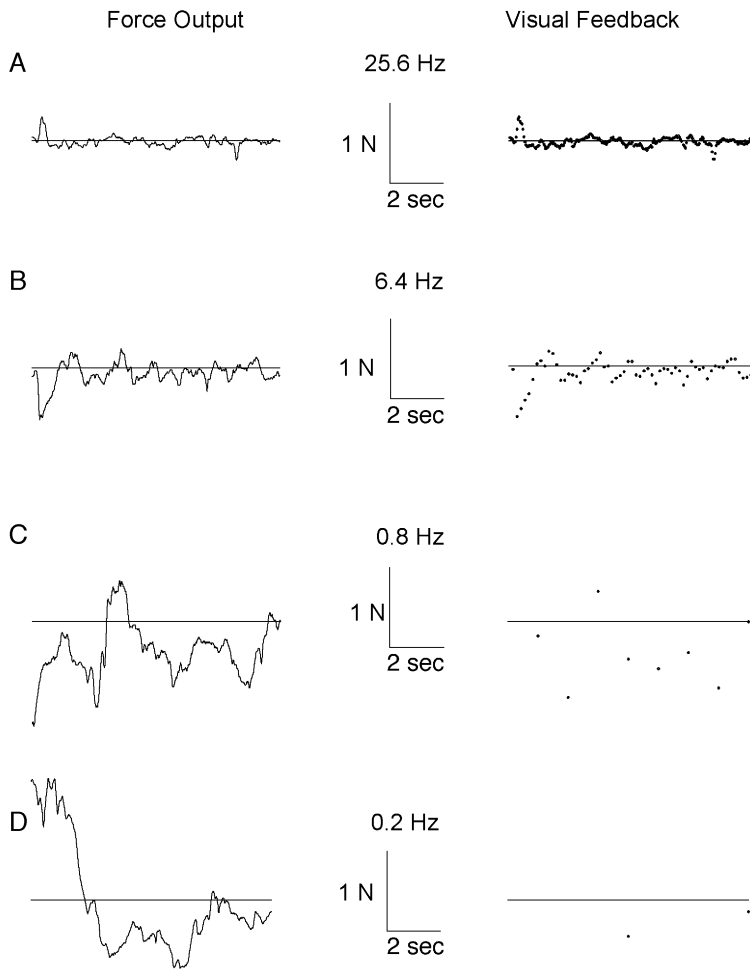 Force Output
Visual Feedback
A
25.6 Hz
1 N
2 sec
B
6.4 Hz
1 N
2 sec
C
0.8 Hz
1 N
2 sec
D
0.2 Hz
1 N
2 sec